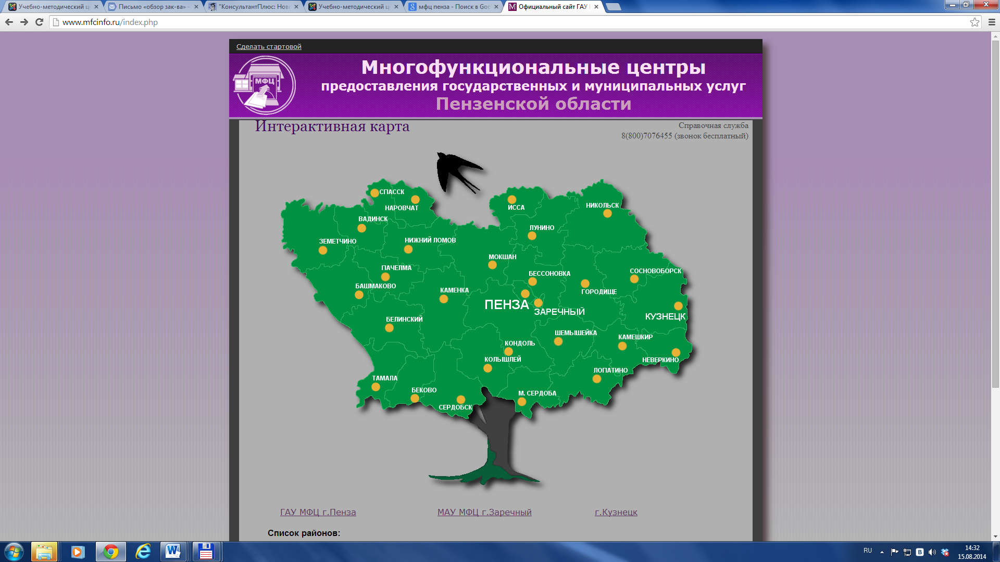 Учебно-методический ц
Письмо «обзор зак-ва» –
"КонсультантПлюс: Нов
Учебно-методический ц
мфц пенза - Поиск в Goo
Официальный сайт ГАУ
www.mfcinfo.ru/index.php
Сделать стартовой
МФЦ
Многофункциональные центры
предоставления государственных и муниципальных услуг
Пензенской области
Интерактивная карта
Справочная служба
8(800)7076455 (звонок бесплатный)
СПАССК
НАРОВЧАТ
ИССА
НИКОЛЬСК
ВАДИНСК
ЛУНИНО
ЗЕМЕТЧИНО
НИЖНИЙ ЛОМОВ
МОКШАН
ПАЧЕЛМА
БЕССОНОВКА
СОСНОВОБОРСК
БАШМАКОВО
КАМЕНКА
ГОРОДИЩЕ
ПЕНЗА
ЗАРЕЧНЫЙ
КУЗНЕЦК
БЕЛИНСКИЙ
ШЕМЫШЕЙКА
КАМЕШКИР
КОНДОЛЬ
КОЛЫШЛЕЙ
НЕВЕРКИНО
ЛОПАТИНО
ТАМАЛА
БЕКОВО
М. СЕРДОБА
СЕРДОБСК
ГАУ МФЦ г.Пенза
МАУ МФЦ г.Заречный
г.Кузнецк
Список районов:
RU
14:32
15.08.2014